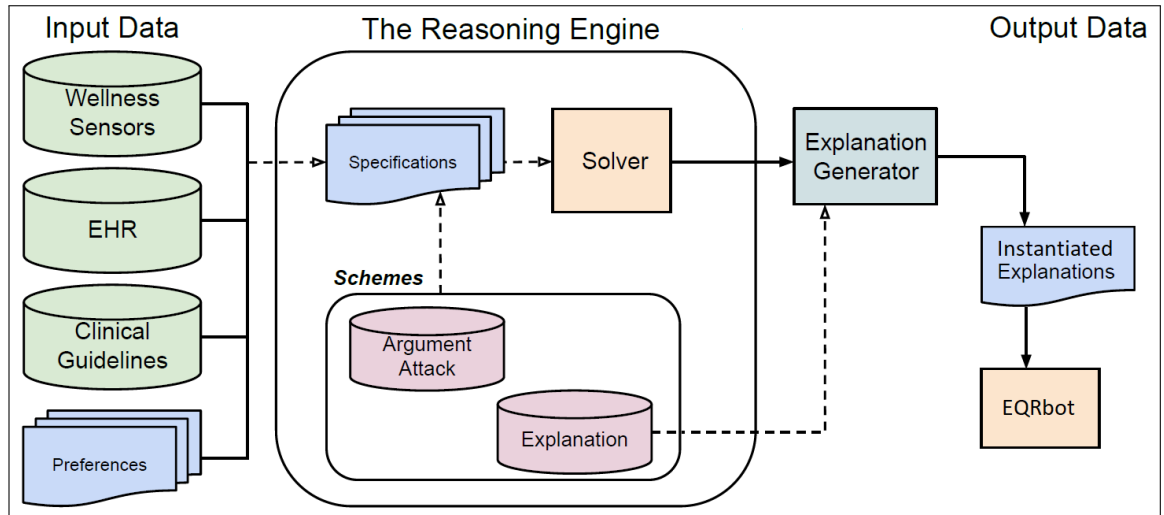 Input Data
The Reasoning Engine
Output Data
Wellness
Sensors
EHR
Clinical
Guidelines
Preferences
Specifications
Solver
Schemes
Argument
Attack
Explanation
Explanation
Generator
Instantiated
Explanations
EQRbot